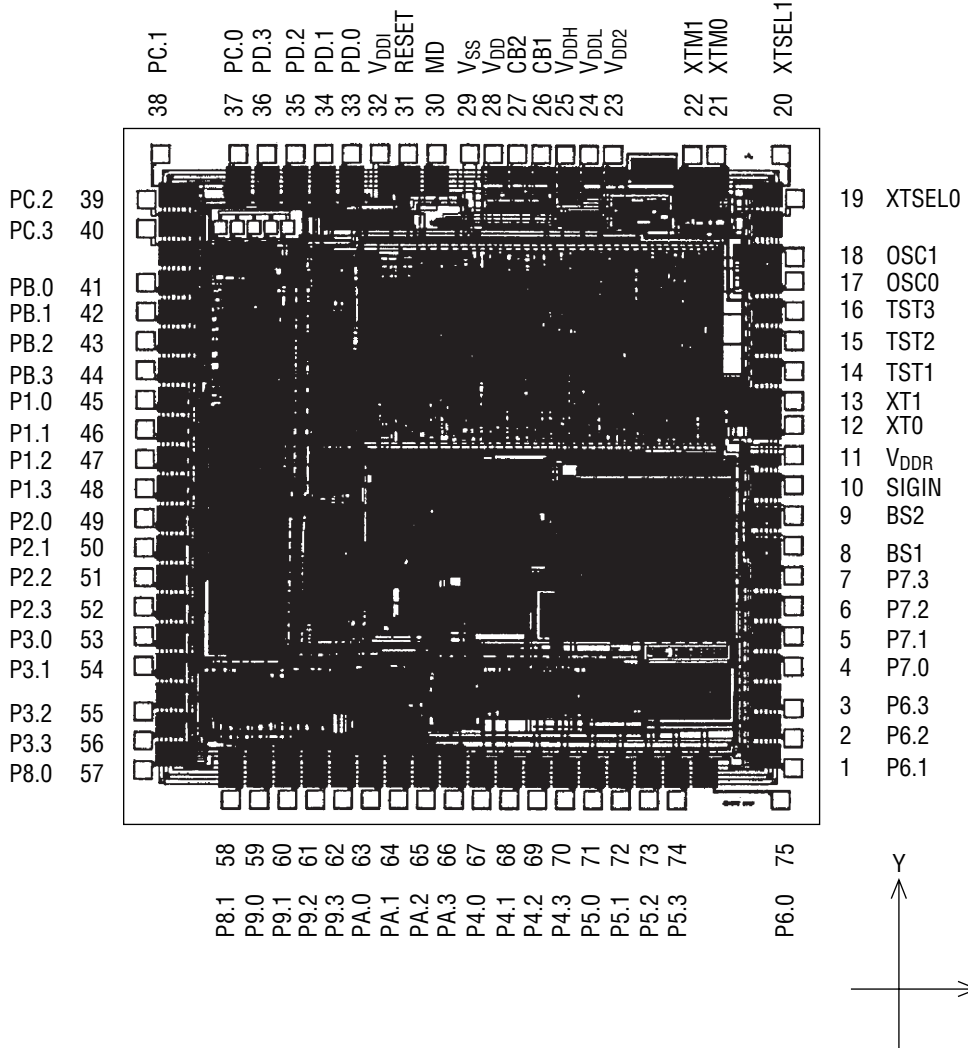 38 PC.1
37 PC.0
36 PD.3
35 PD.2
34 PD.1
33 PD.0
32 VDDI
31 RESET
30 MD
29 VSS
28 VDD
27 CB2
26 CB1
25 VDDH
24 VDDL
23 VDD2
22 XTM1
21 XTM0
20 XTSEL1
PC.2 39
PC.3 40
PB.0 41
PB.1 42
PB.2 43
PB.3 44
P1.0 45
P1.1 46
P1.2 47
P1.3 48
P2.0 49
P2.1 50
P2.2 51
P2.3 52
P3.0 53
P3.1 54
P3.2 55
P3.3 56
P8.0 57
19 XTSEL0
18 OSC1
17 OSC0
16 TST3
15 TST2
14 TST1
13 XT1
12 XT0
11 VDDR
10 SIGIN
9 BS2
8 BS1
7 P7.3
6 P7.2
5 P7.1
4 P7.0
3 P6.3
2 P6.2
1 P6.1
P8.1 58
P9.0 59
P9.1 60
P9.2 61
P9.3 62
PA.0 63
PA.1 64
PA.2 65
PA.3 66
P4.0 67
P4.1 68
P4.2 69
P4.3 70
P5.0 71
P5.1 72
P5.2 73
P5.3 74
P6.0 75
Y